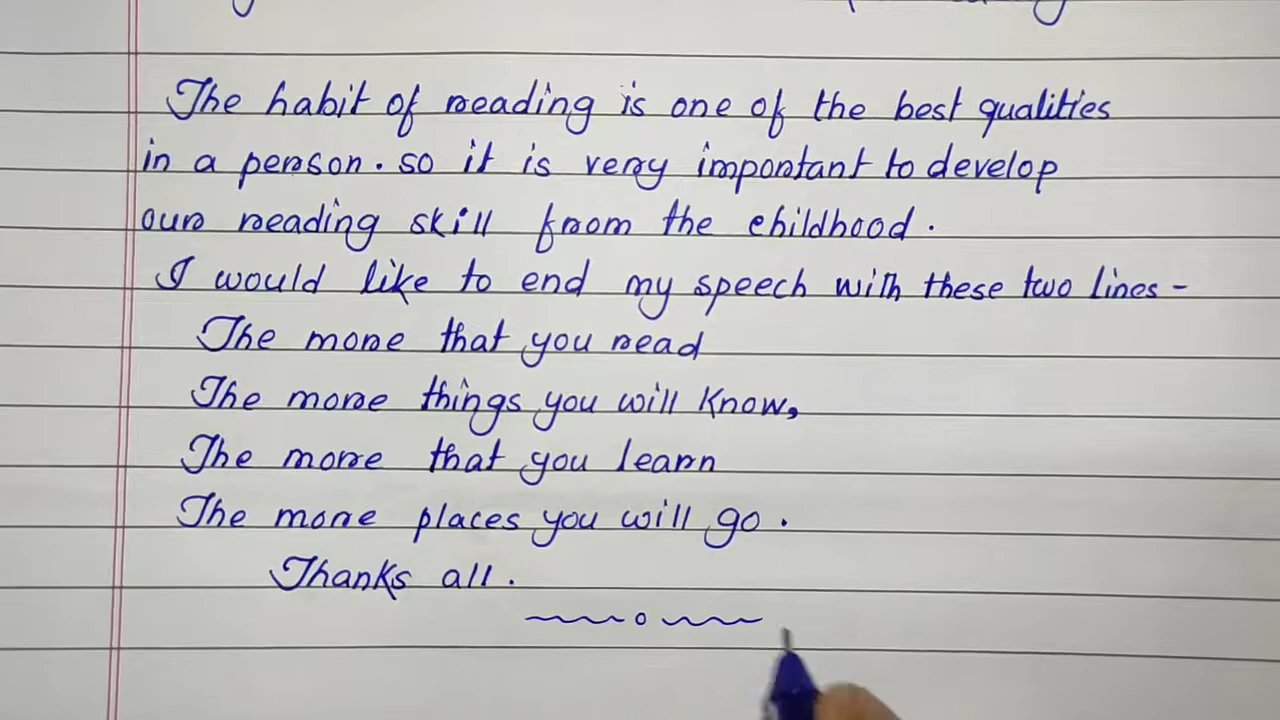 The habit of reading is one of the best qualities
in a person. so it is very important to develop
our reading skill from the childhood.
I would like to end my speech with these two lines -
The more that you read
The more things you will know,
The more that you learn
The more places you will go.
Thanks all.